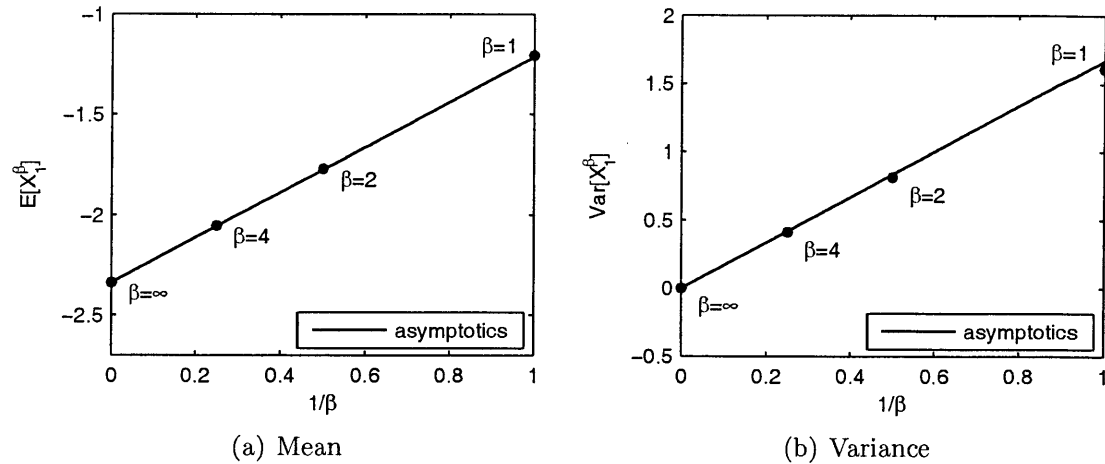 -1
-1.5
-2
-2.5
E[X₁^β]
β=1
β=2
β=4
β=∞
asymptotics
0 0.2 0.4 0.6 0.8 1
1/β
(a) Mean
2
1.5
1
0.5
0
-0.5
Var[X₁^β]
β=1
β=2
β=4
β=∞
asymptotics
0 0.2 0.4 0.6 0.8 1
1/β
(b) Variance